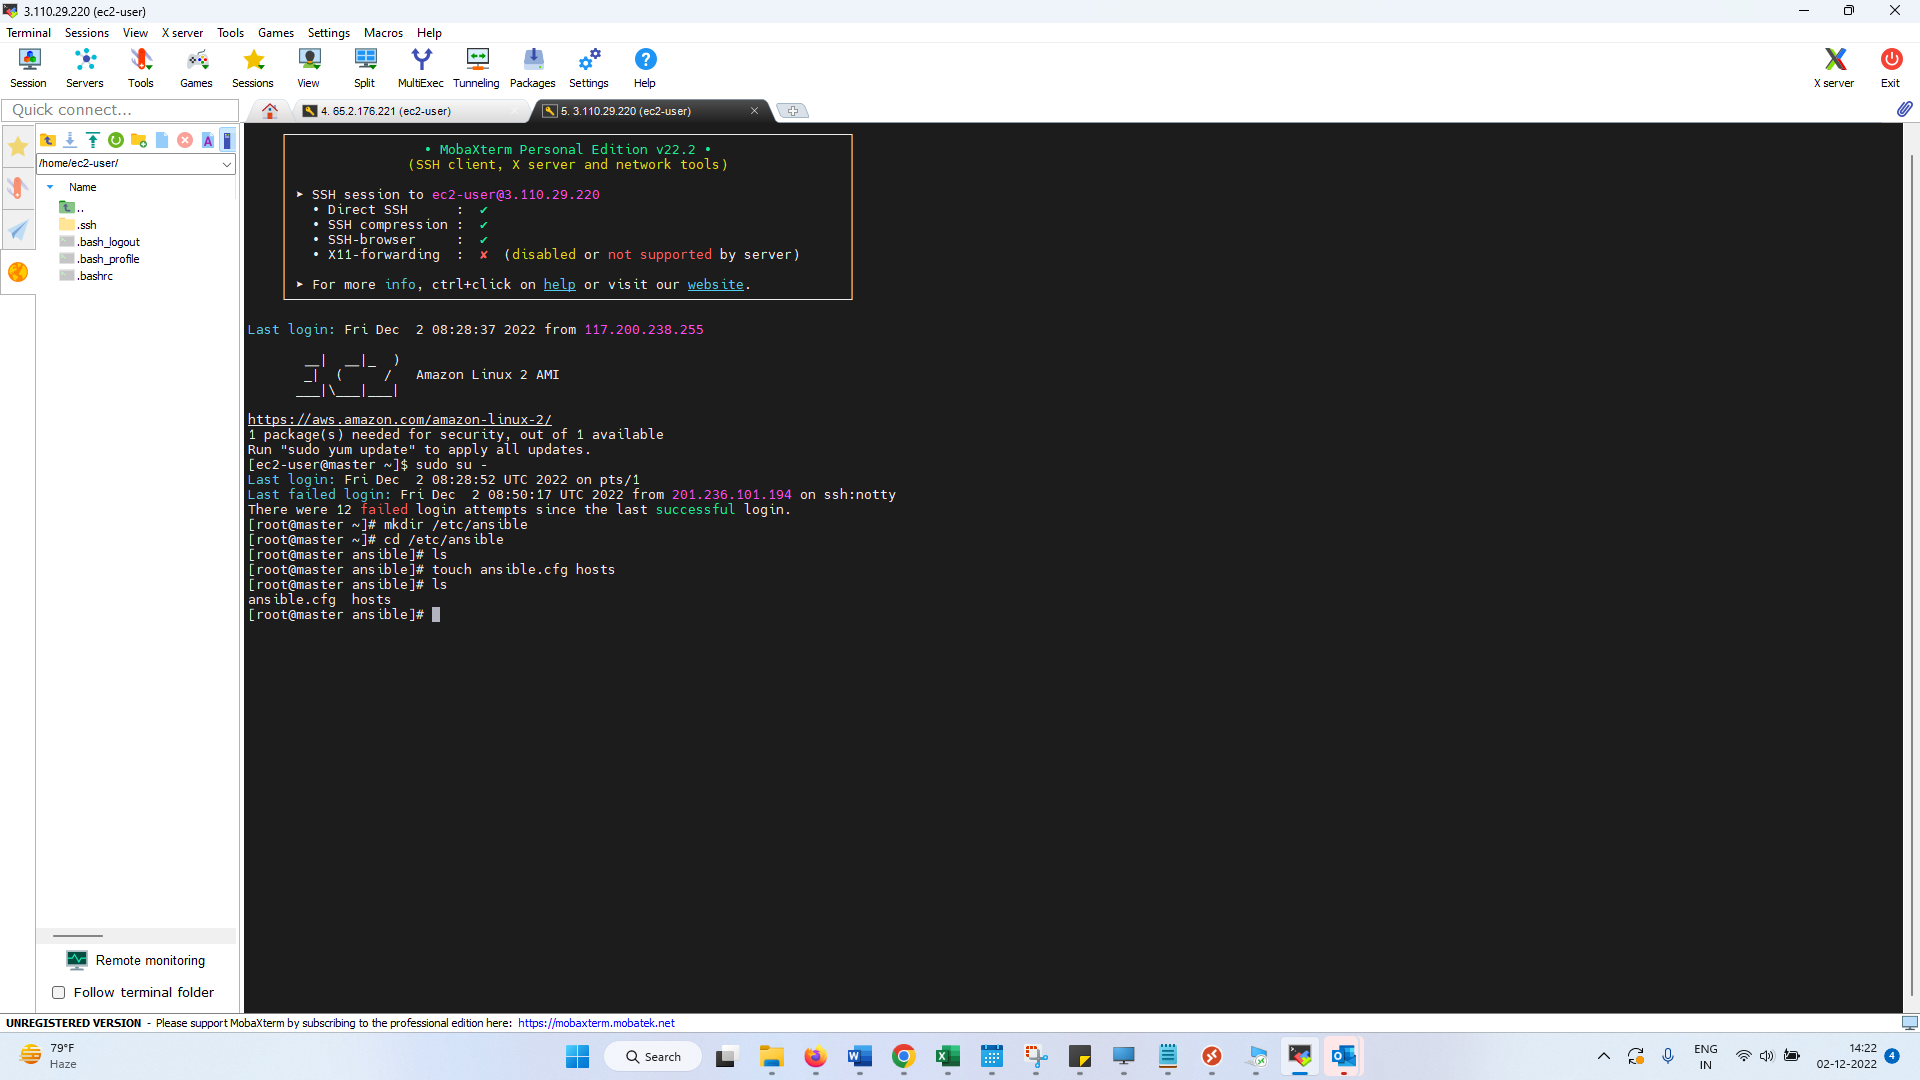 3.110.29.220 (ec2-user)
Terminal Sessions View X server Tools Games Settings Macros Help
Session Servers Tools Games Sessions View Split MultiExec Tunneling Packages Settings Help X server Exit
Quick connect...
4. 65.2.176.221 (ec2-user)
5. 3.110.29.220 (ec2-user)
/home/ec2-user/
Name
..
.ssh
.bash_logout
.bash_profile
.bashrc
• MobaXterm Personal Edition v22.2 •
(SSH client, X server and network tools)
➤ SSH session to ec2-user@3.110.29.220
• Direct SSH : ✔
• SSH compression : ✔
• SSH-browser : ✔
• X11-forwarding : ✘ (disabled or not supported by server)
➤ For more info, ctrl+click on help or visit our website.
Last login: Fri Dec  2 08:28:37 2022 from 117.200.238.255
__|  __|_  )
_|  (     /   Amazon Linux 2 AMI
___|\___|___|
https://aws.amazon.com/amazon-linux-2/
1 package(s) needed for security, out of 1 available
Run "sudo yum update" to apply all updates.
[ec2-user@master ~]$ sudo su -
Last login: Fri Dec  2 08:28:52 UTC 2022 on pts/1
Last failed login: Fri Dec  2 08:50:17 UTC 2022 from 201.236.101.194 on ssh:notty
There were 12 failed login attempts since the last successful login.
[root@master ~]# mkdir /etc/ansible
[root@master ~]# cd /etc/ansible
[root@master ansible]# ls
[root@master ansible]# touch ansible.cfg hosts
[root@master ansible]# ls
ansible.cfg  hosts
[root@master ansible]#
Remote monitoring
Follow terminal folder
UNREGISTERED VERSION - Please support MobaXterm by subscribing to the professional edition here: https://mobaxterm.mobatek.net
79°F
Haze
Search
ENG
IN
14:22
02-12-2022
4